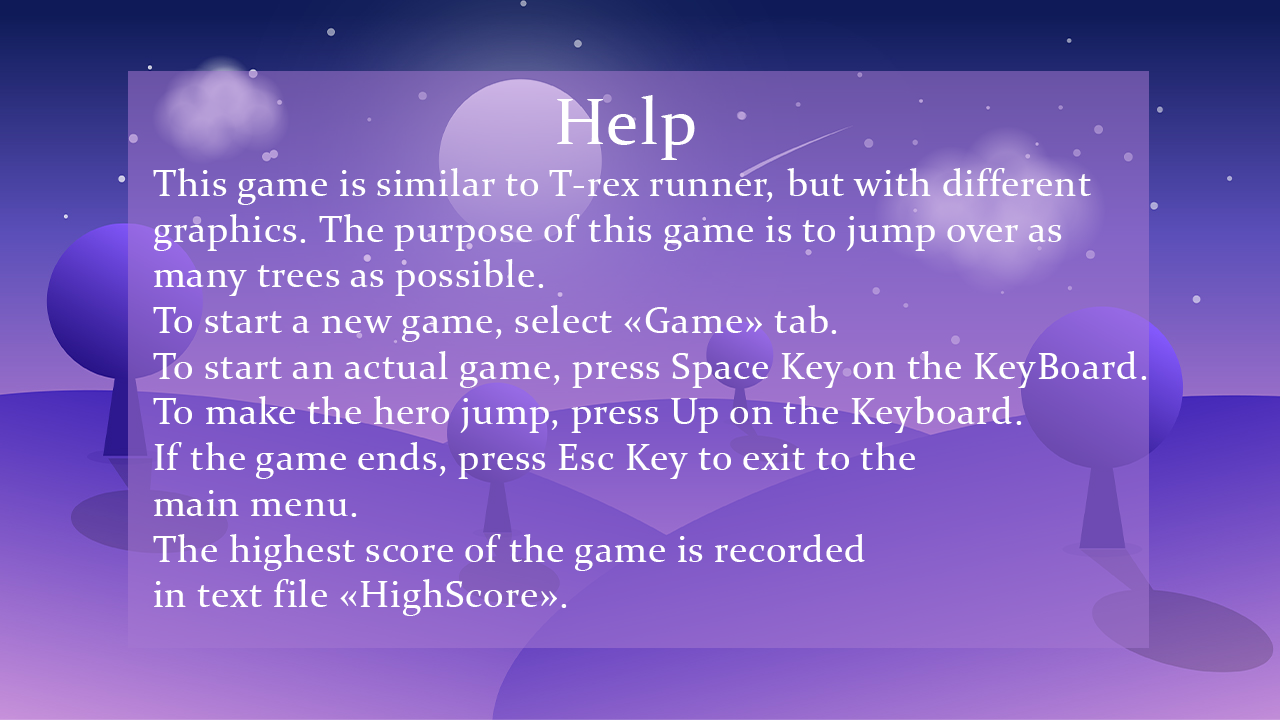 Help
This game is similar to T-rex runner, but with different
graphics. The purpose of this game is to jump over as
many trees as possible.
To start a new game, select «Game» tab.
To start an actual game, press Space Key on the KeyBoard.
To make the hero jump, press Up on the Keyboard.
If the game ends, press Esc Key to exit to the
main menu.
The highest score of the game is recorded
in text file «HighScore».